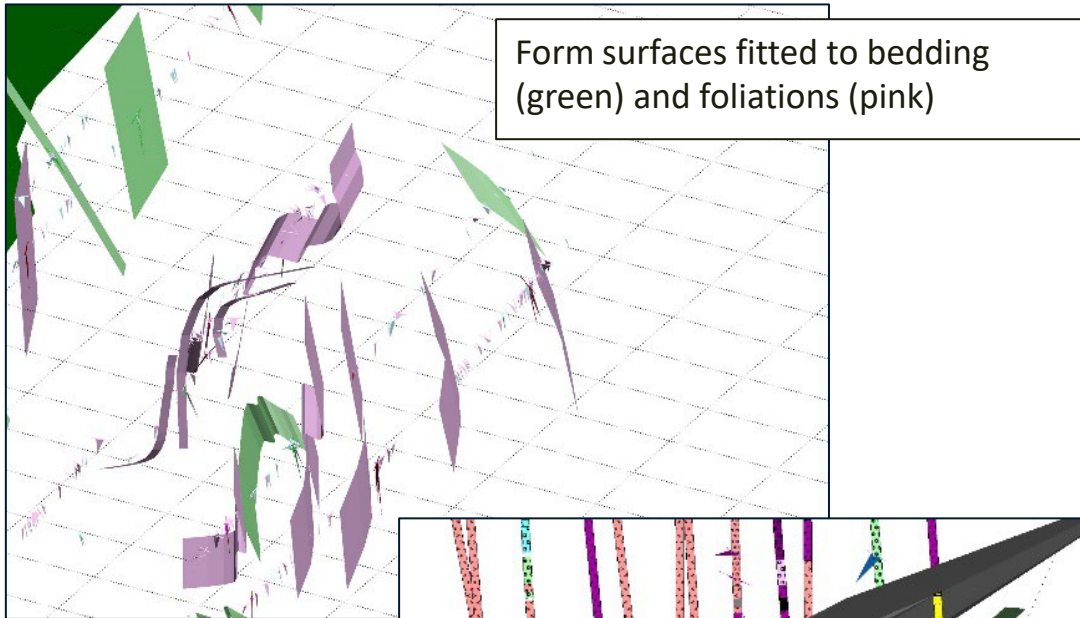 Form surfaces fitted to bedding
(green) and foliations (pink)